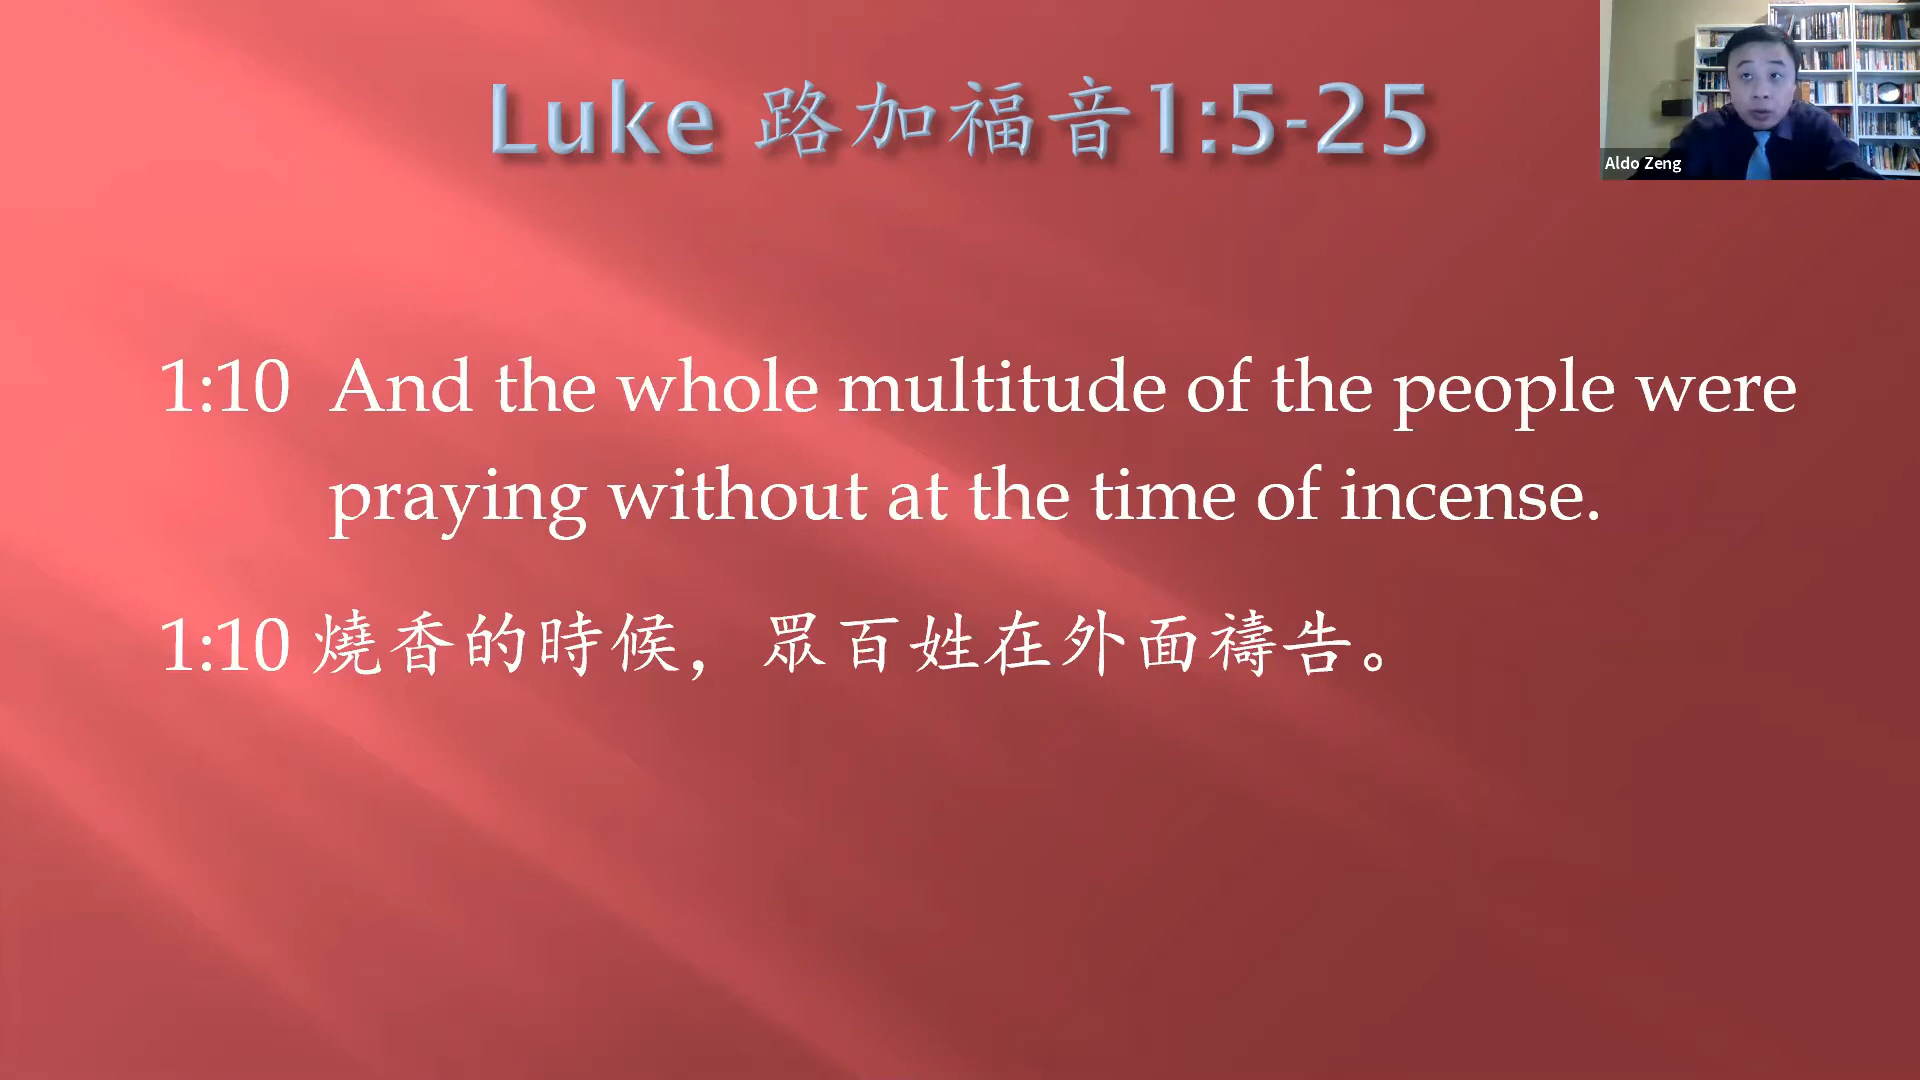 Luke 路加福音1:5-25
Aldo Zeng
1:10 And the whole multitude of the people were
praying without at the time of incense.
1:10 燒香的時候，眾百姓在外面禱告。